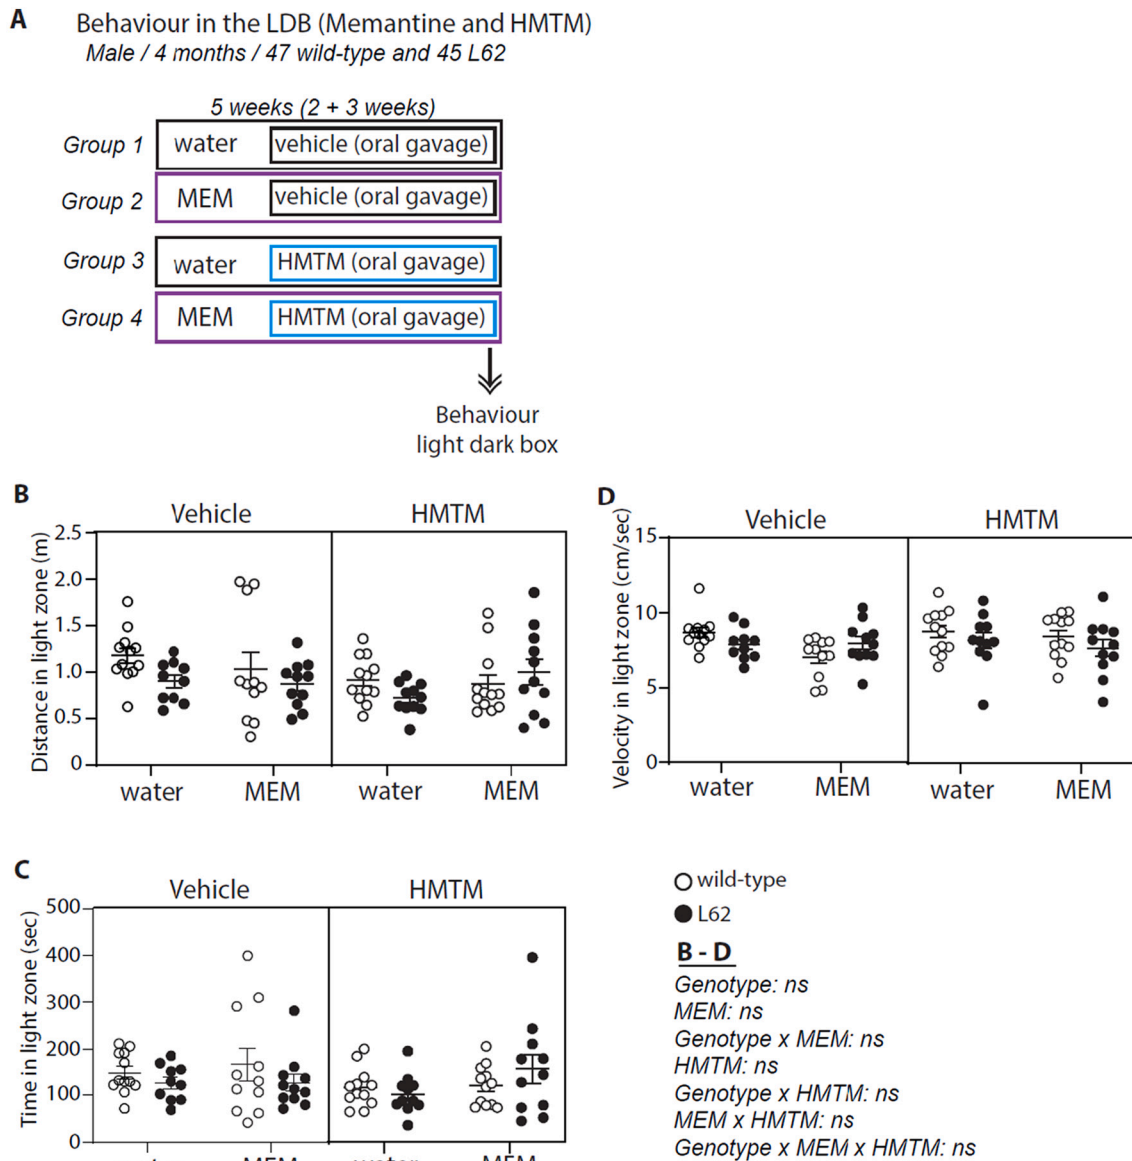 A
Behaviour in the LDB (Memantine and HMTM)
Male / 4 months / 47 wild-type and 45 L62
5 weeks (2 + 3 weeks)
Group 1 water vehicle (oral gavage)
Group 2 MEM vehicle (oral gavage)
Group 3 water HMTM (oral gavage)
Group 4 MEM HMTM (oral gavage)
Behaviour
light dark box
B
Vehicle HMTM
Distance in light zone (m)
2.5
2.0
1.5
1.0
0.5
0
water MEM water MEM
D
Vehicle HMTM
Velocity in light zone (cm/sec)
15
10
5
0
water MEM water MEM
C
Vehicle HMTM
Time in light zone (sec)
500
400
300
200
100
0
MEM water MEM
wild-type
L62
B - D
Genotype: ns
MEM: ns
Genotype x MEM: ns
HMTM: ns
Genotype x HMTM: ns
MEM x HMTM: ns
Genotype x MEM x HMTM: ns